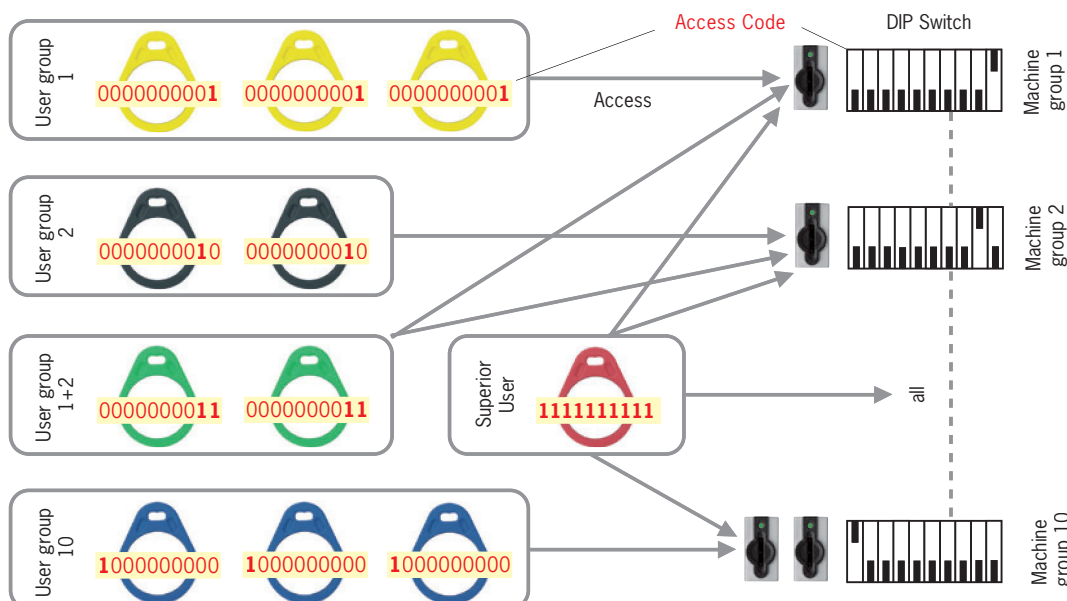 Access Code
DIP Switch
User group
1
0000000001
0000000001
0000000001
Access
Machine
group 1
User group
2
0000000010
0000000010
Machine
group 2
User group
1+2
0000000011
0000000011
Superior
User
1111111111
all
User group
10
1000000000
1000000000
1000000000
Machine
group 10